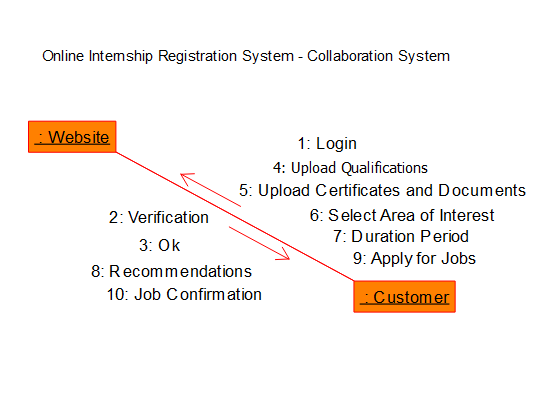 Online Internship Registration System - Collaboration System
: Website
1: Login
4: Upload Qualifications
5: Upload Certificates and Documents
2: Verification
6: Select Area of Interest
7: Duration Period
3: Ok
9: Apply for Jobs
8: Recommendations
10: Job Confirmation
: Customer